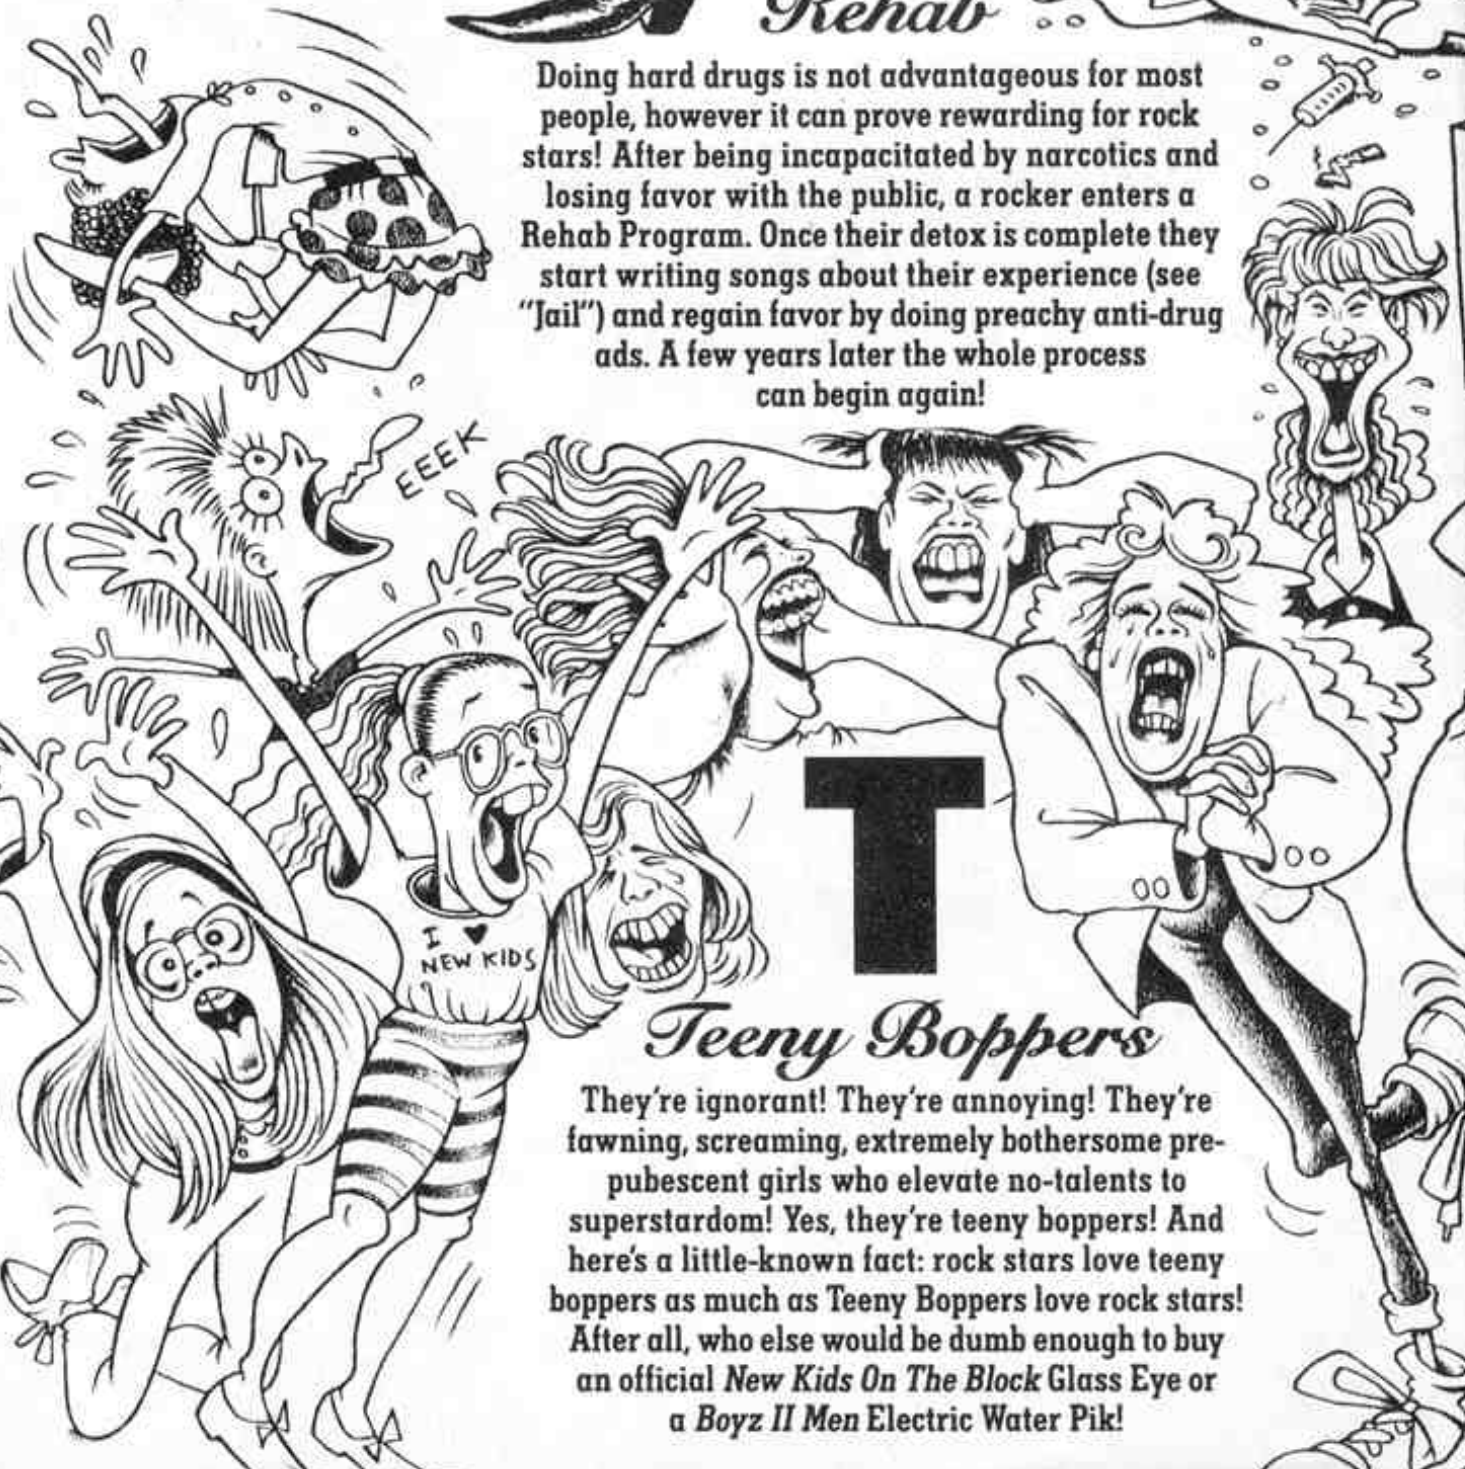 Rehab
Doing hard drugs is not advantageous for most
people, however it can prove rewarding for rock
stars! After being incapacitated by narcotics and
losing favor with the public, a rocker enters a
Rehab Program. Once their detox is complete they
start writing songs about their experience (see
"Jail") and regain favor by doing preachy anti-drug
ads. A few years later the whole process
can begin again!
EEEK
I ♥
NEW KIDS
T
Teeny Boppers
They're ignorant! They're annoying! They're
fawning, screaming, extremely bothersome pre-
pubescent girls who elevate no-talents to
superstardom! Yes, they're teeny boppers! And
here's a little-known fact: rock stars love teeny
boppers as much as Teeny Boppers love rock stars!
After all, who else would be dumb enough to buy
an official New Kids On The Block Glass Eye or
a Boyz II Men Electric Water Pik!